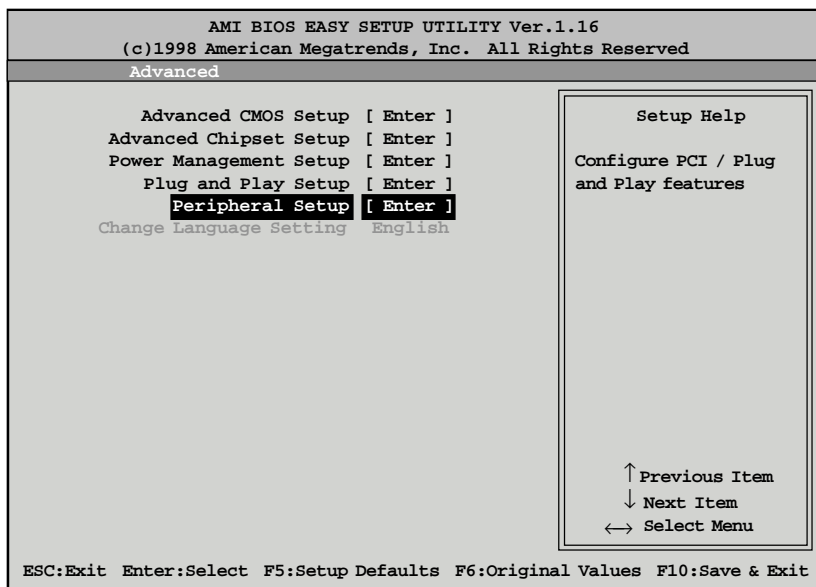 AMI BIOS EASY SETUP UTILITY Ver.1.16
(c)1998 American Megatrends, Inc. All Rights Reserved
Advanced
Advanced CMOS Setup [ Enter ]
Advanced Chipset Setup [ Enter ]
Power Management Setup [ Enter ]
Plug and Play Setup [ Enter ]
Peripheral Setup [ Enter ]
Change Language Setting English
Setup Help
Configure PCI / Plug
and Play features
↑ Previous Item
↓ Next Item
↔ Select Menu
ESC:Exit Enter:Select F5:Setup Defaults F6:Original Values F10:Save & Exit